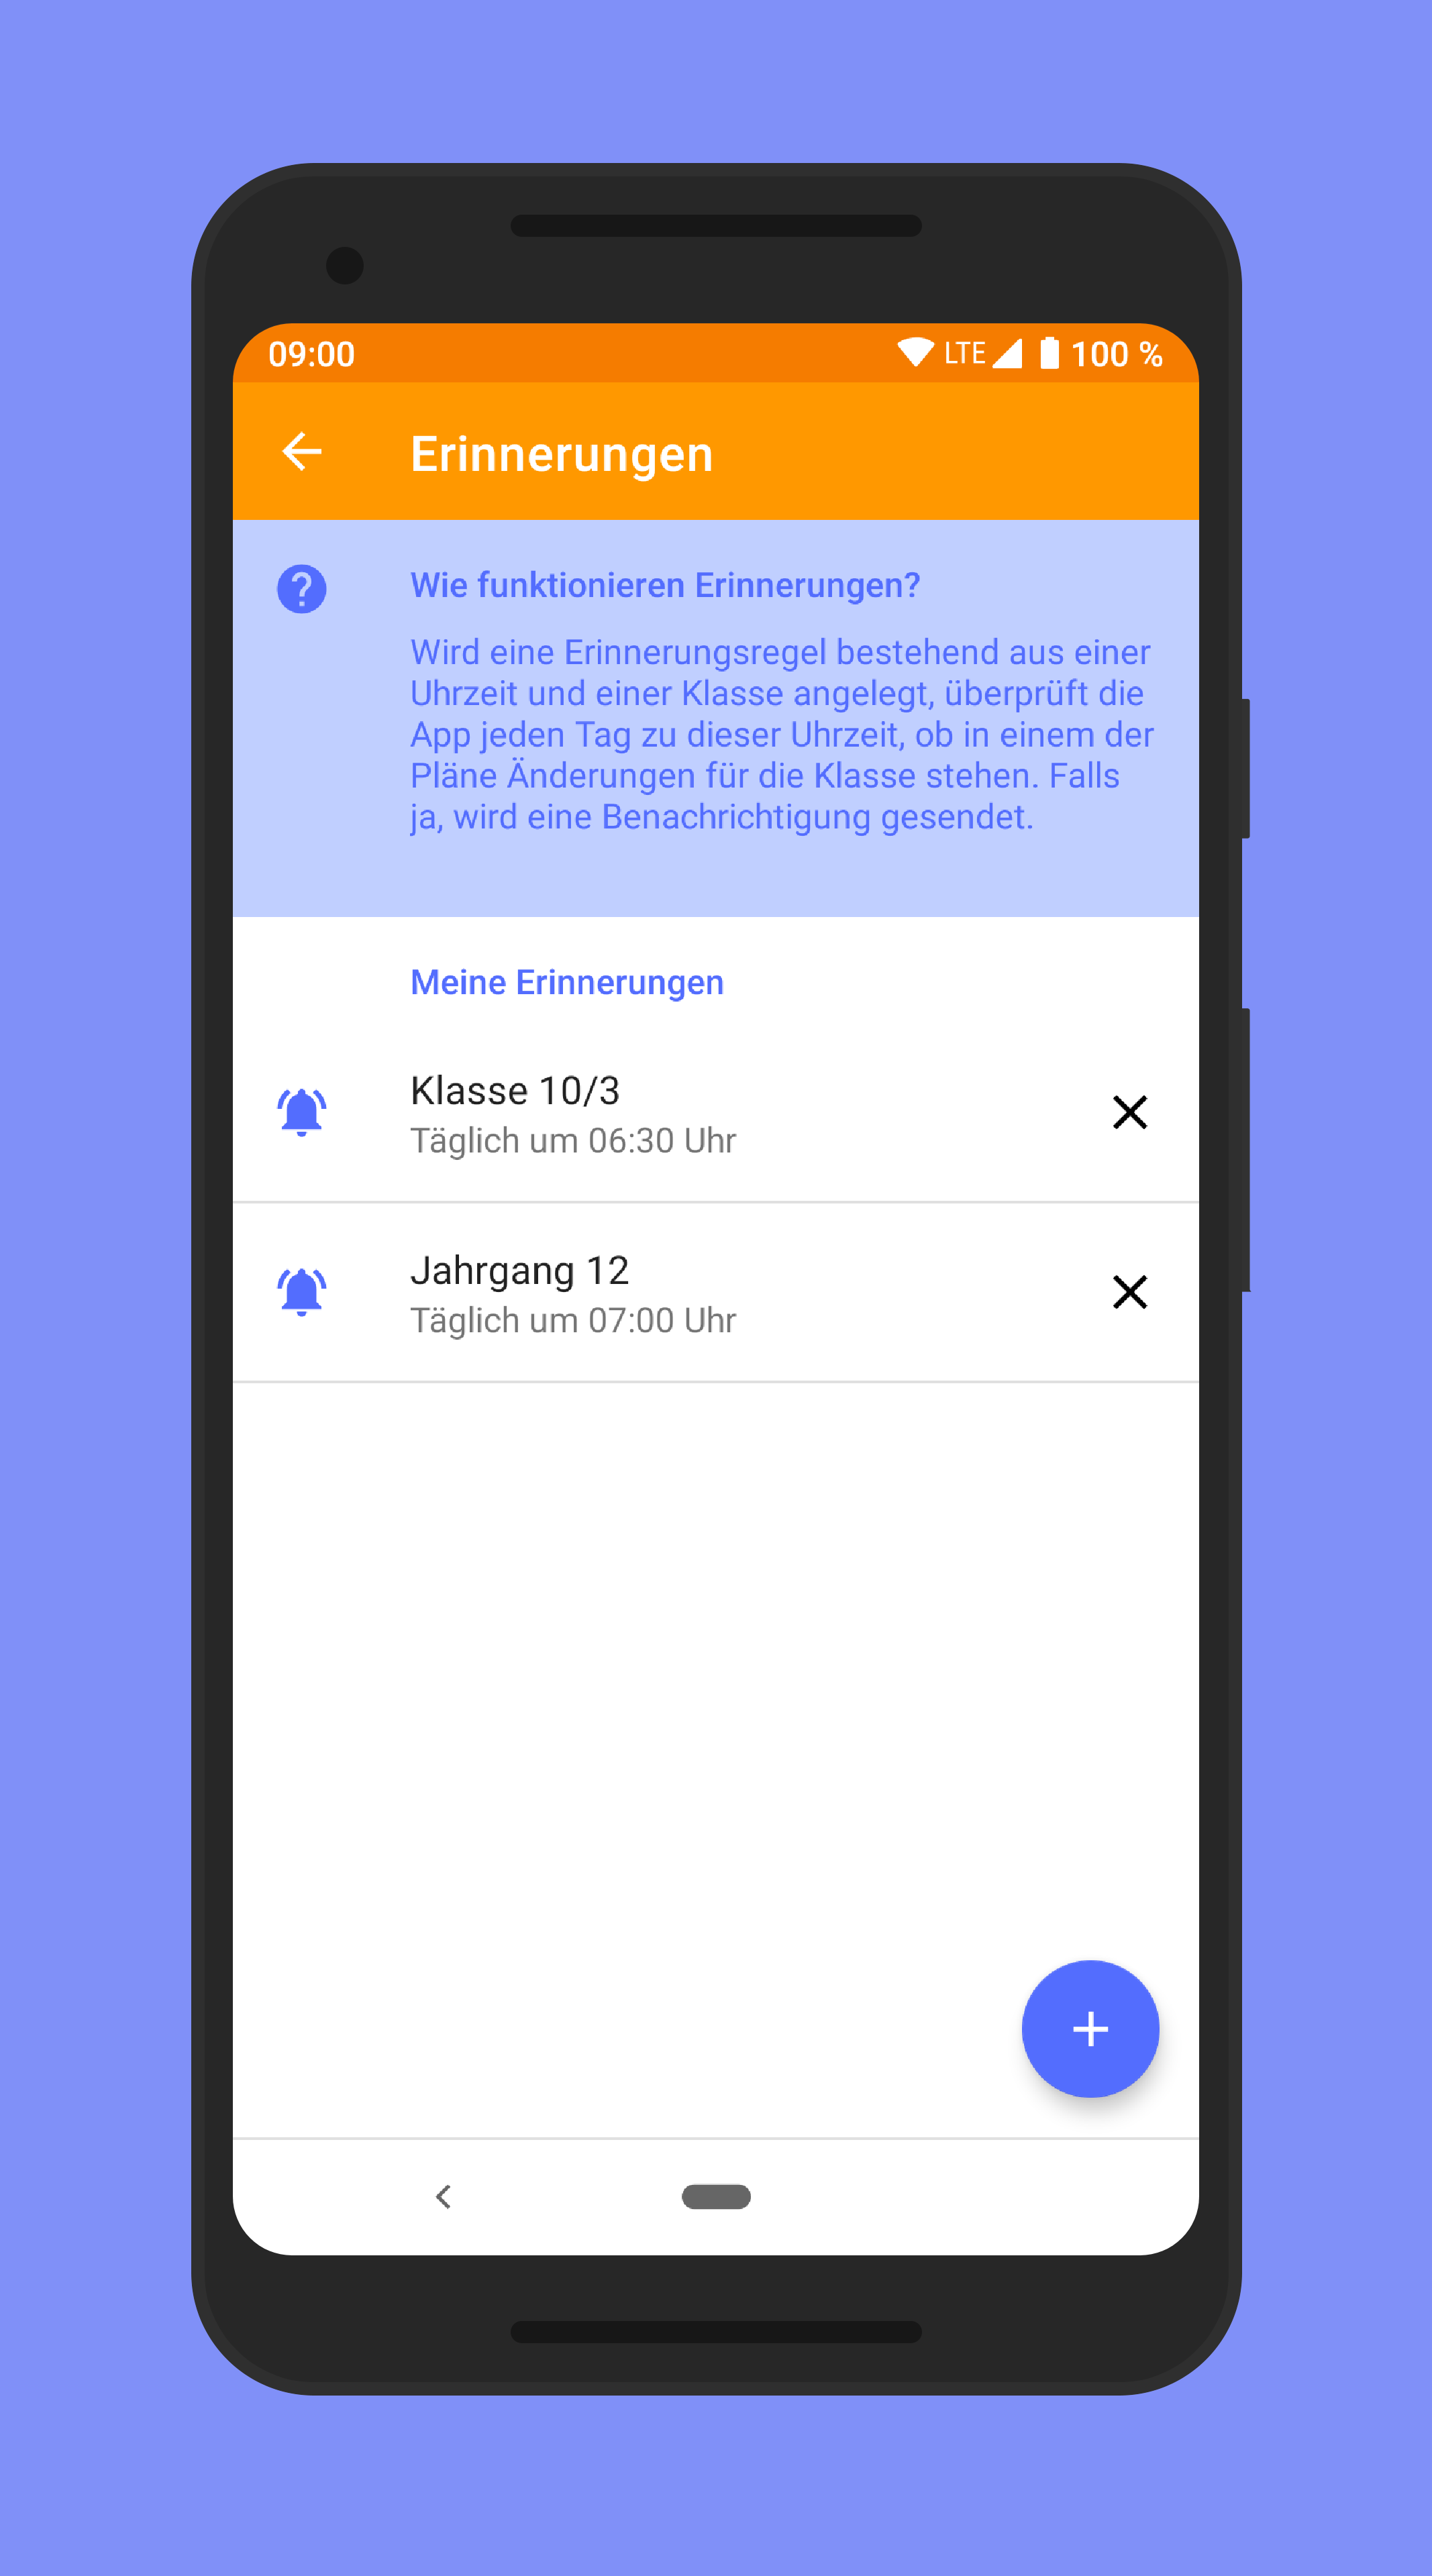 09:00 LTE 100 %
Erinnerungen
Wie funktionieren Erinnerungen?
Wird eine Erinnerungsregel bestehend aus einer
Uhrzeit und einer Klasse angelegt, überprüft die
App jeden Tag zu dieser Uhrzeit, ob in einem der
Pläne Änderungen für die Klasse stehen. Falls
ja, wird eine Benachrichtigung gesendet.
Meine Erinnerungen
Klasse 10/3
Täglich um 06:30 Uhr
Jahrgang 12
Täglich um 07:00 Uhr